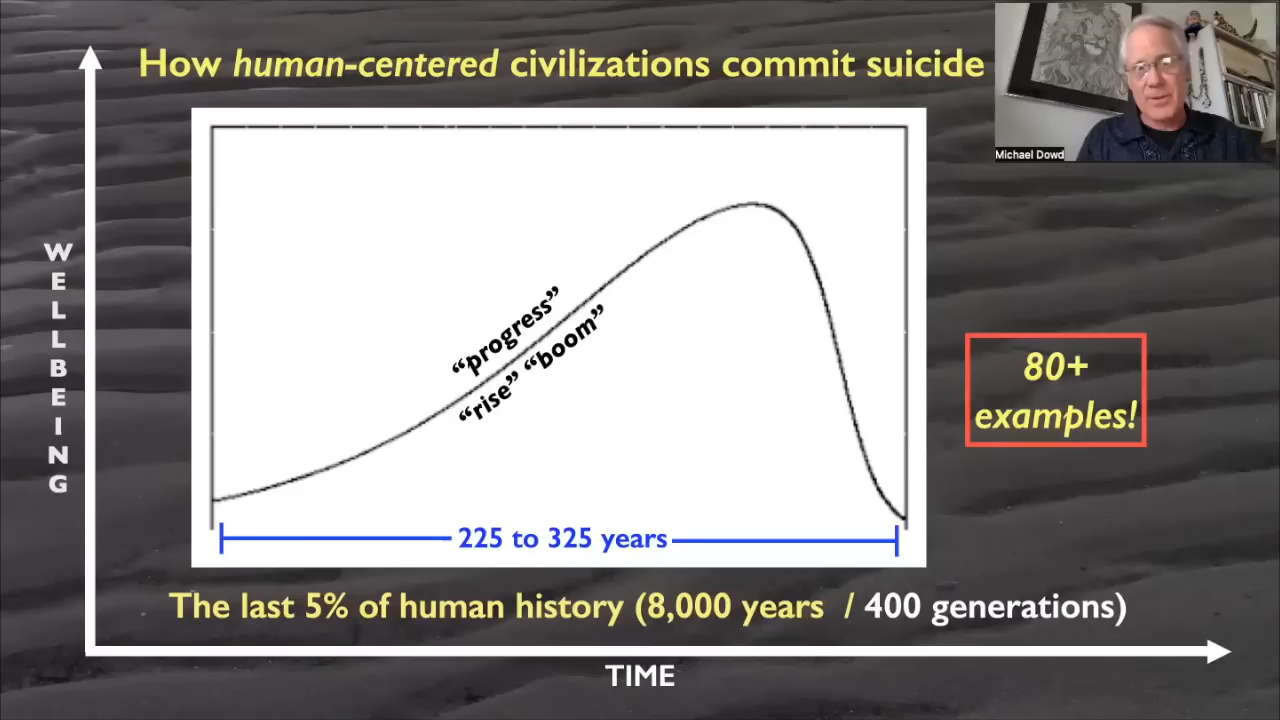 How human-centered civilizations commit suicide
Michael Dowd
WELLBEING
“progress”
“rise” “boom”
80+
examples!
225 to 325 years
The last 5% of human history (8,000 years / 400 generations)
TIME